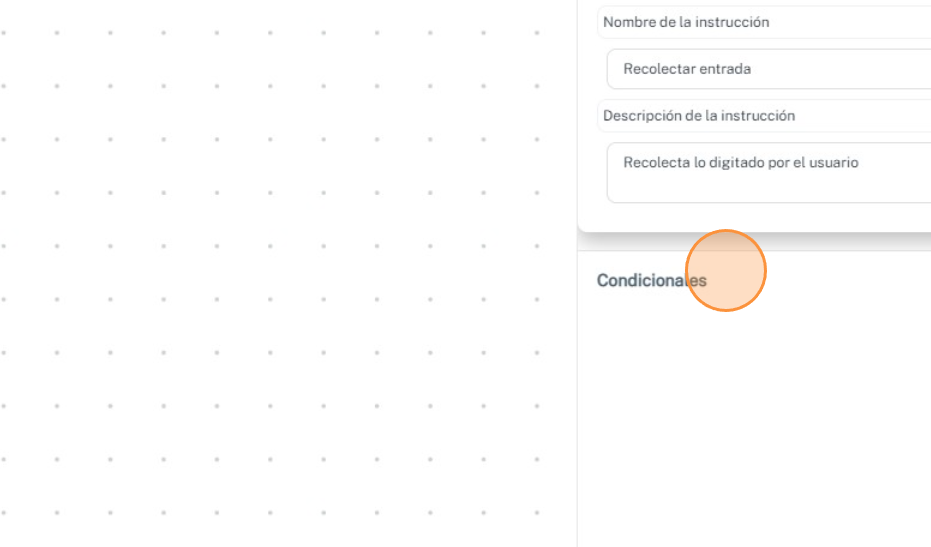 Nombre de la instrucción
Recolectar entrada
Descripción de la instrucción
Recolecta lo digitado por el usuario
Condicionales